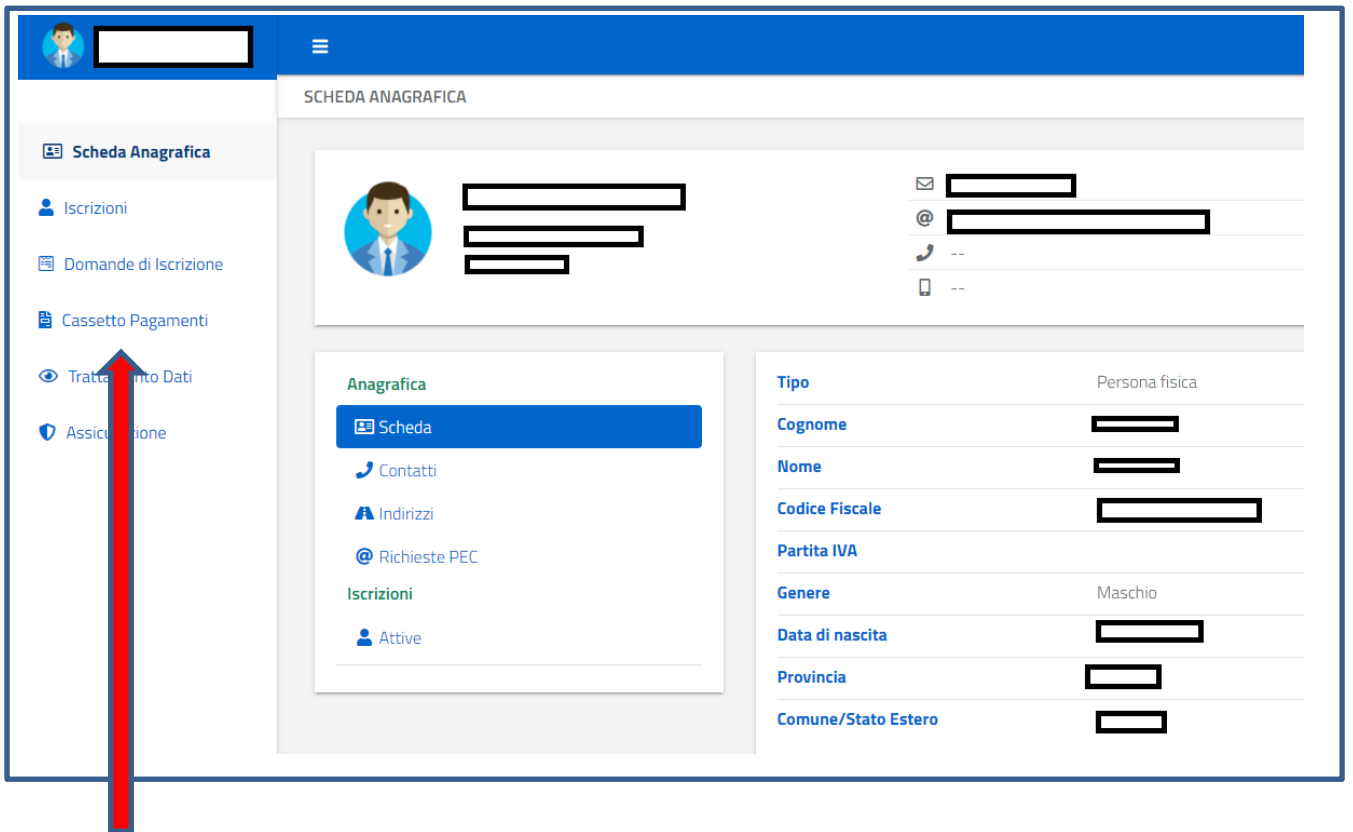 SCHEDA ANAGRAFICA
Scheda Anagrafica
Iscrizioni
Domande di Iscrizione
Cassetto Pagamenti
Dati
@
--
--
Anagrafica
Scheda
Contatti
Indirizzi
@ Richieste PEC
Iscrizioni
Attive
Tipo Persona fisica
Cognome
Nome
Codice Fiscale
Partita IVA
Genere Maschio
Data di nascita
Provincia
Comune/Stato Estero